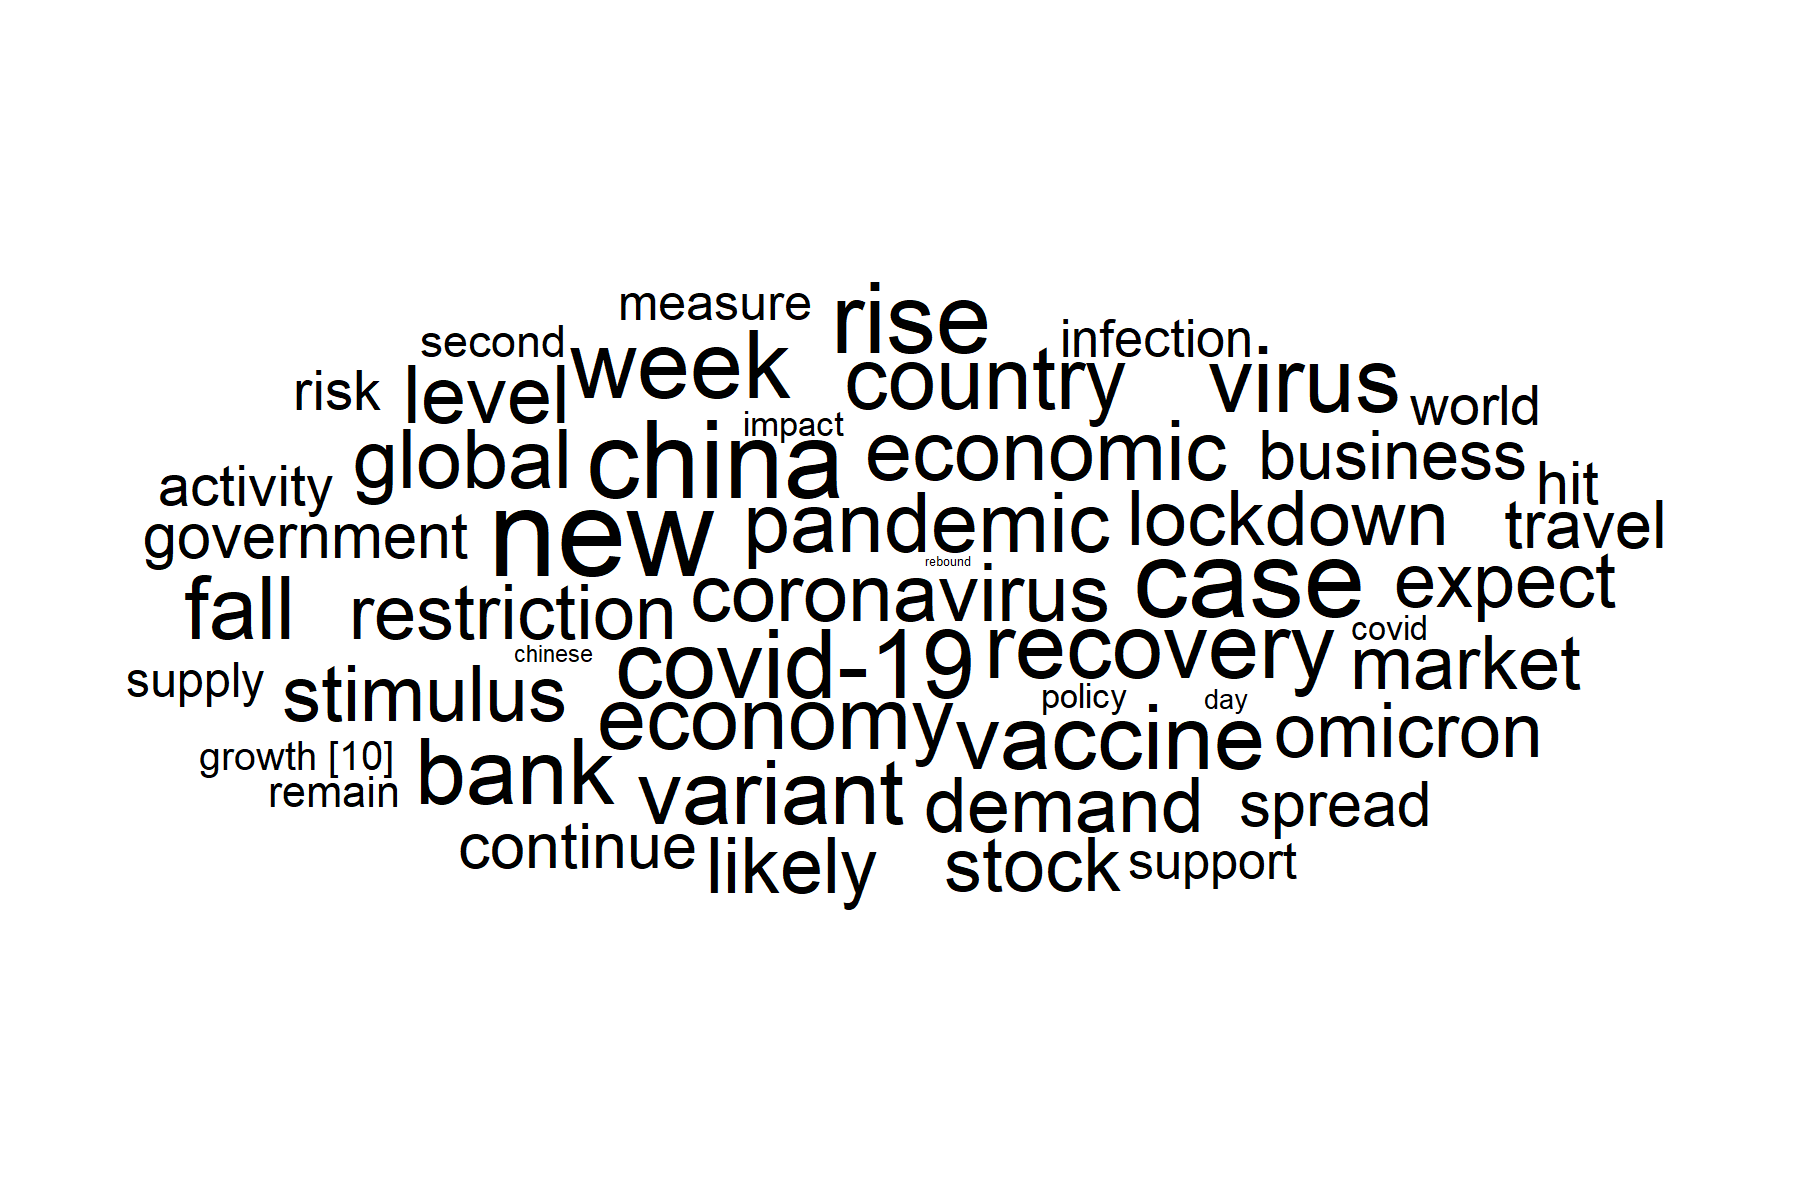 measure rise
second week country infection virus
risk level world
impact
global china economic business
activity hit
government new pandemic lockdown travel
rebound
fall restriction coronavirus case expect
chinese covid-19 recovery covid
supply stimulus market
policy day
economy vaccine omicron
growth [10] bank
remain variant demand spread
continue likely stock support